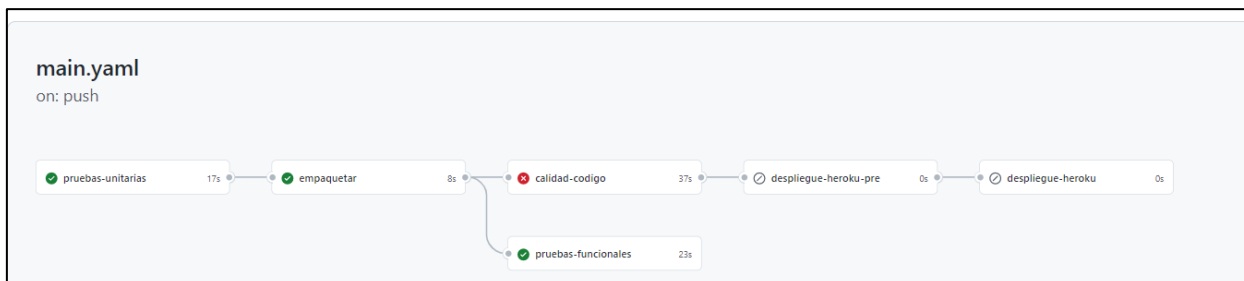 main.yaml
on: push
pruebas-unitarias 17s
empaquetar 8s
calidad-codigo 37s
despliegue-heroku-pre 0s
despliegue-heroku 0s
pruebas-funcionales 23s